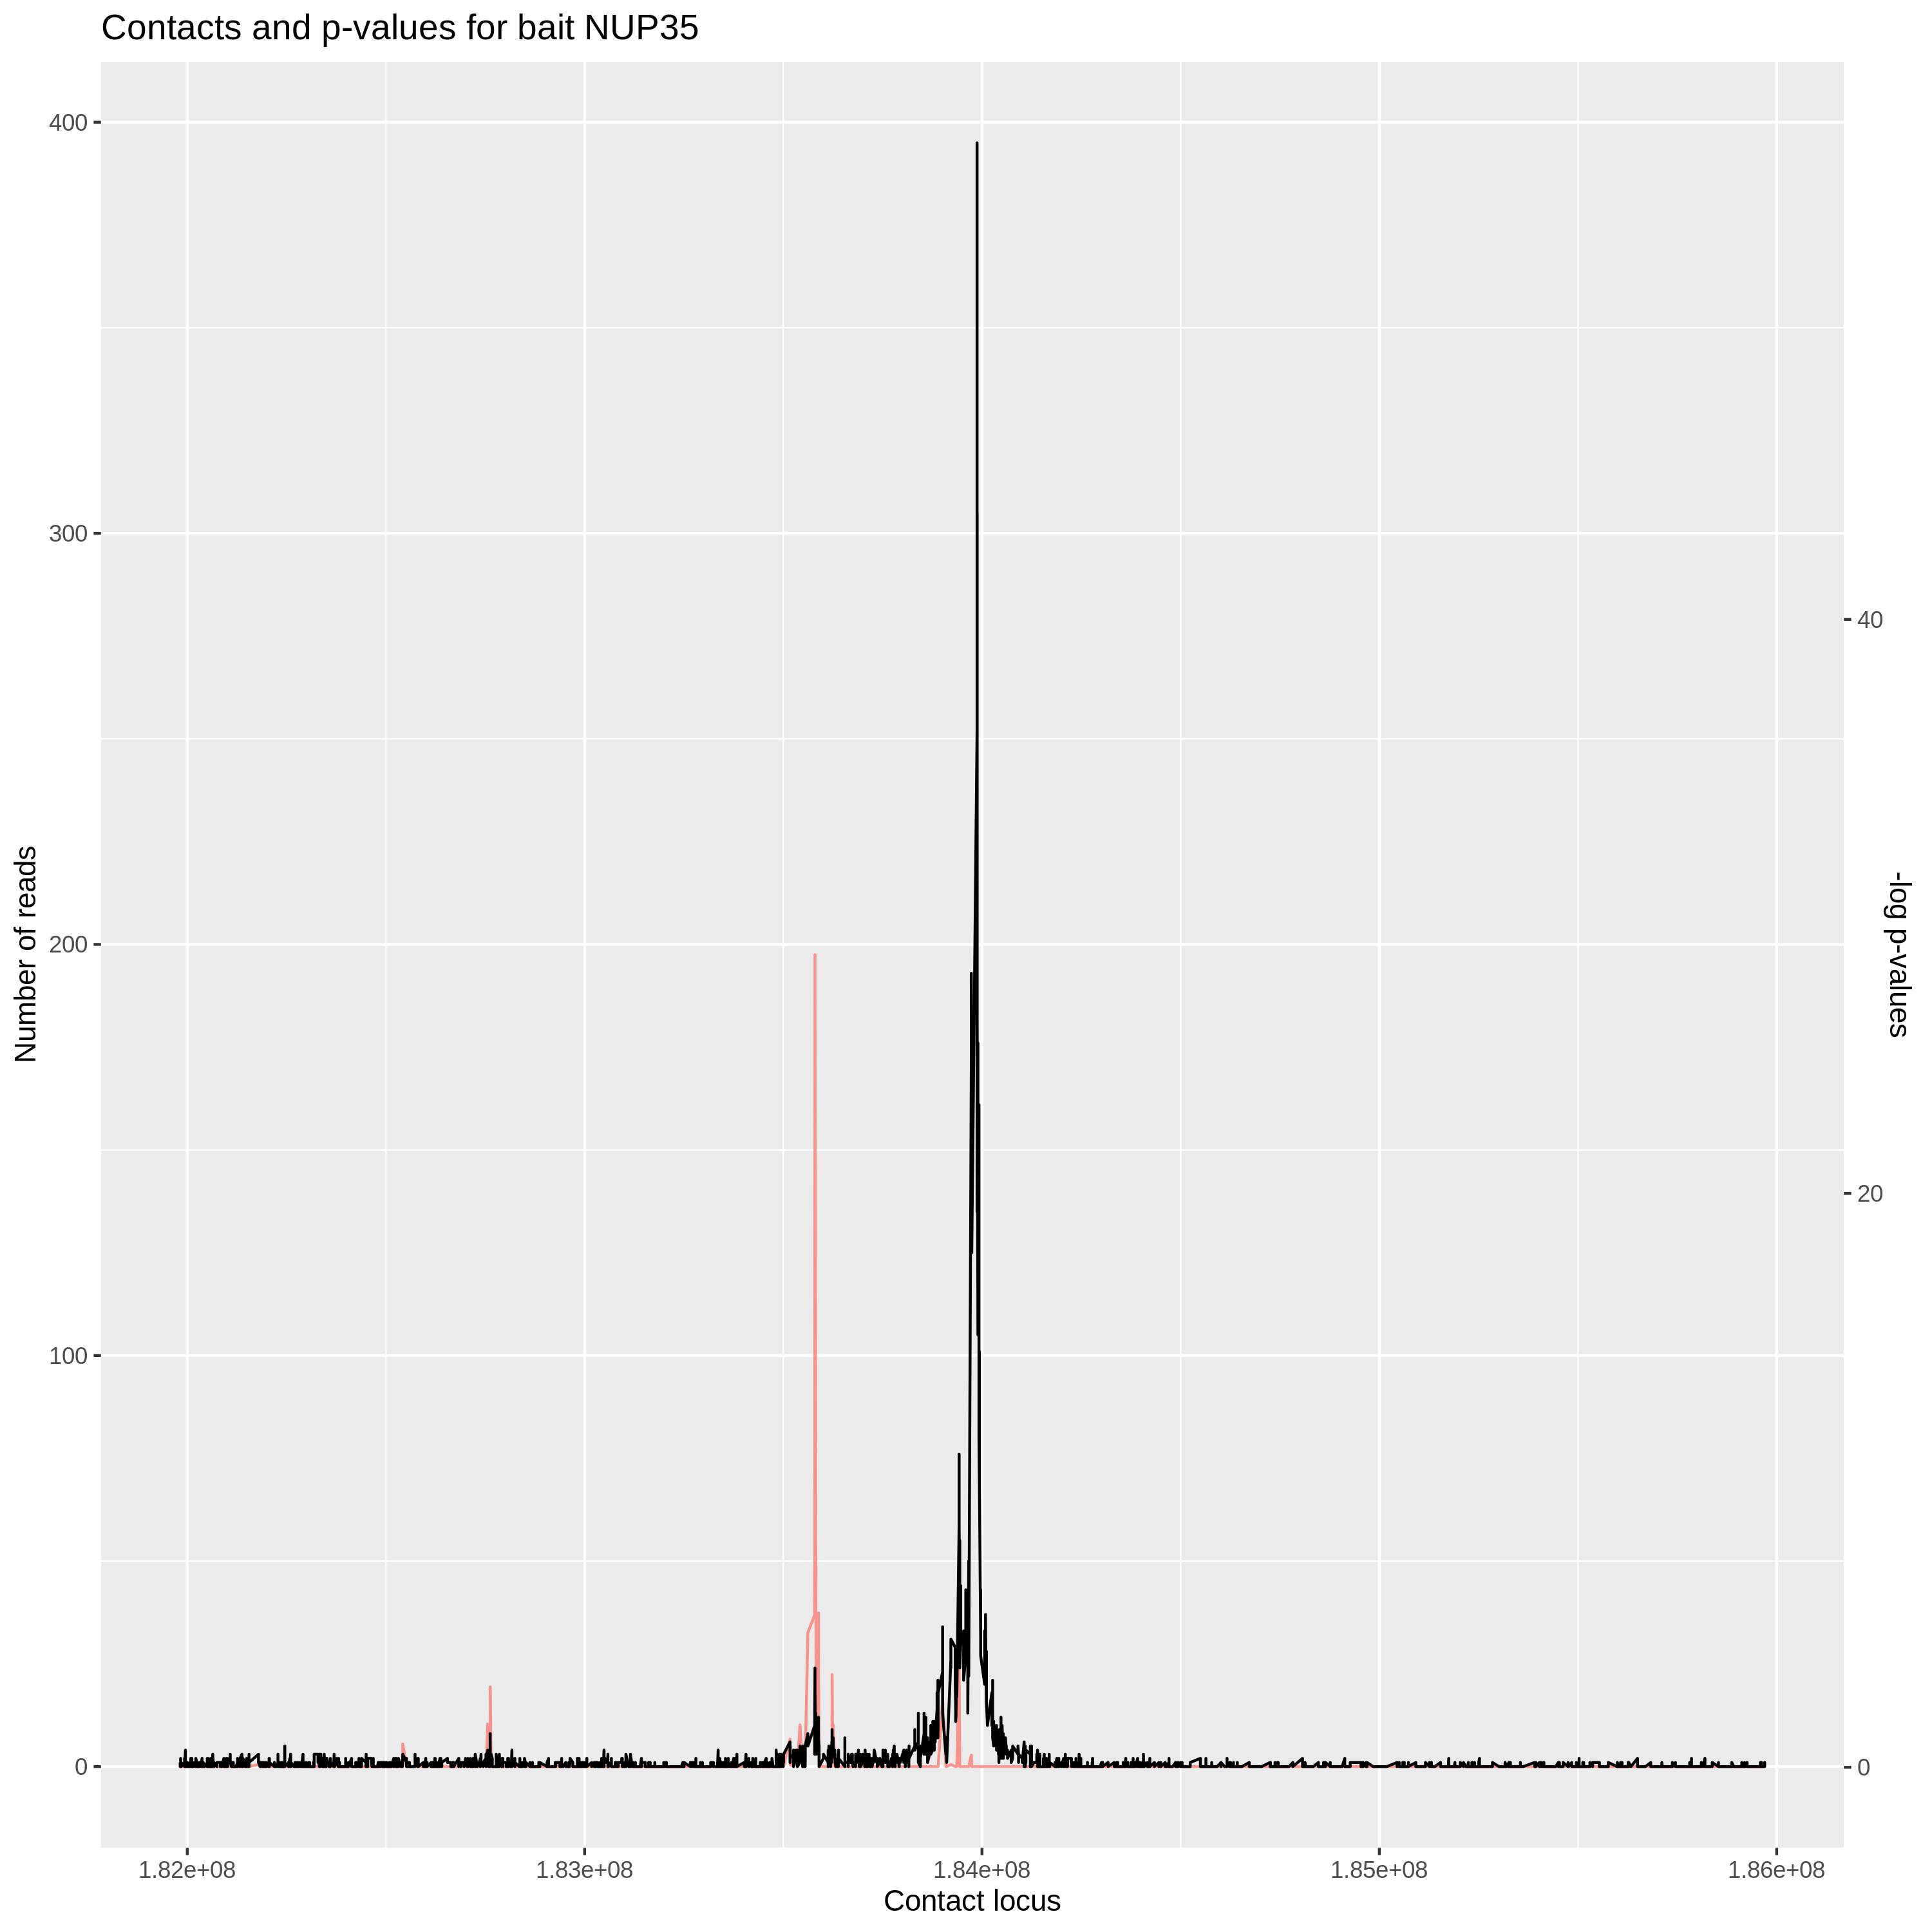 Contacts and p-values for bait NUP35
400
300
200
100
0
Number of reads
40
20
0
-log p-values
1.82e+08
1.83e+08
1.84e+08
1.85e+08
1.86e+08
Contact locus